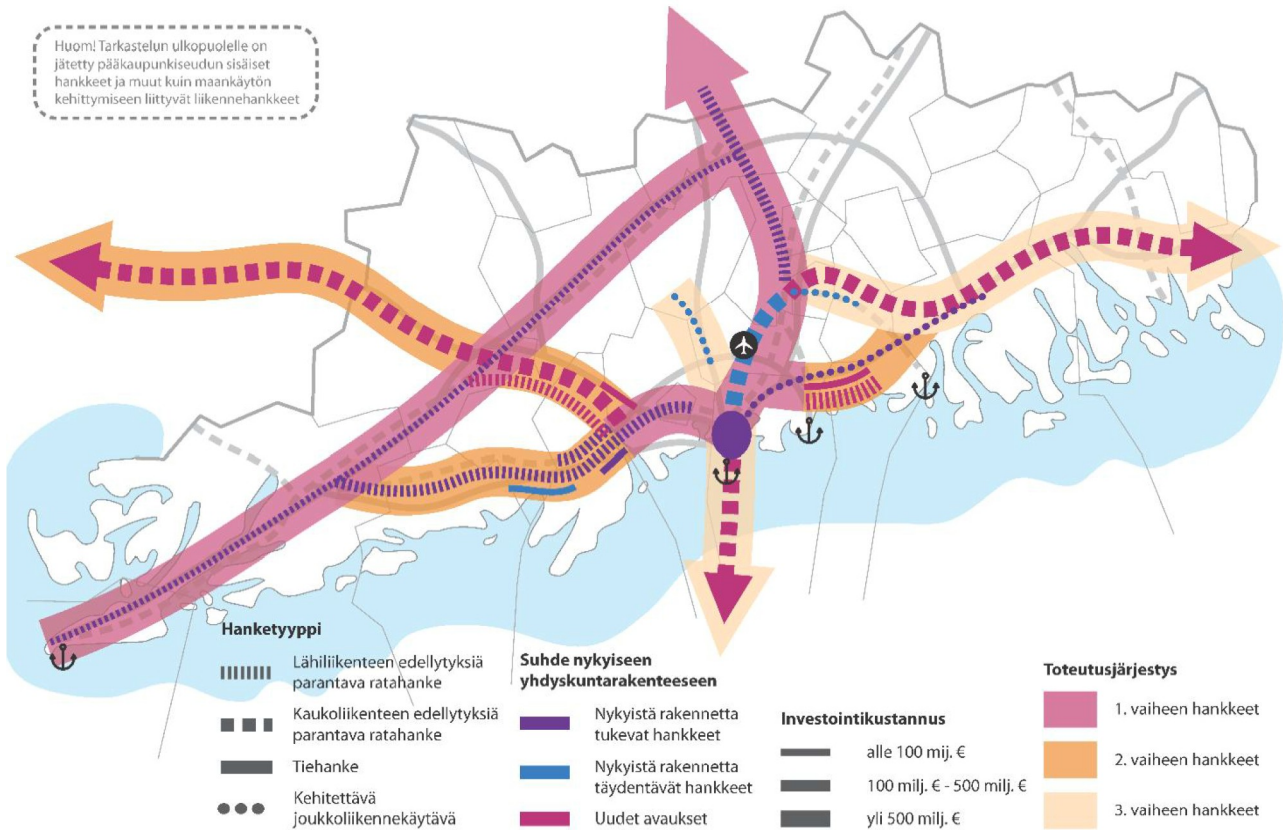 Huom! Tarkastelun ulkopuolelle on
jätetty pääkaupunkiseudun sisäiset
hankkeet ja muut kuin maankäytön
kehittymiseen liittyvät liikennehankkeet
Hanketyyppi
Lähiliikenteen edellytyksiä
parantava ratahanke
Kaukoliikenteen edellytyksiä
parantava ratahanke
Tiehanke
Kehitettävä
joukkoliikennekäytävä
Suhde nykyiseen
yhdyskuntarakenteeseen
Nykyistä rakennetta
tukevat hankkeet
Nykyistä rakennetta
täydentävät hankkeet
Uudet avaukset
Investointikustannus
alle 100 mij. €
100 milj. € - 500 milj. €
yli 500 milj. €
Toteutusjärjestys
1. vaiheen hankkeet
2. vaiheen hankkeet
3. vaiheen hankkeet